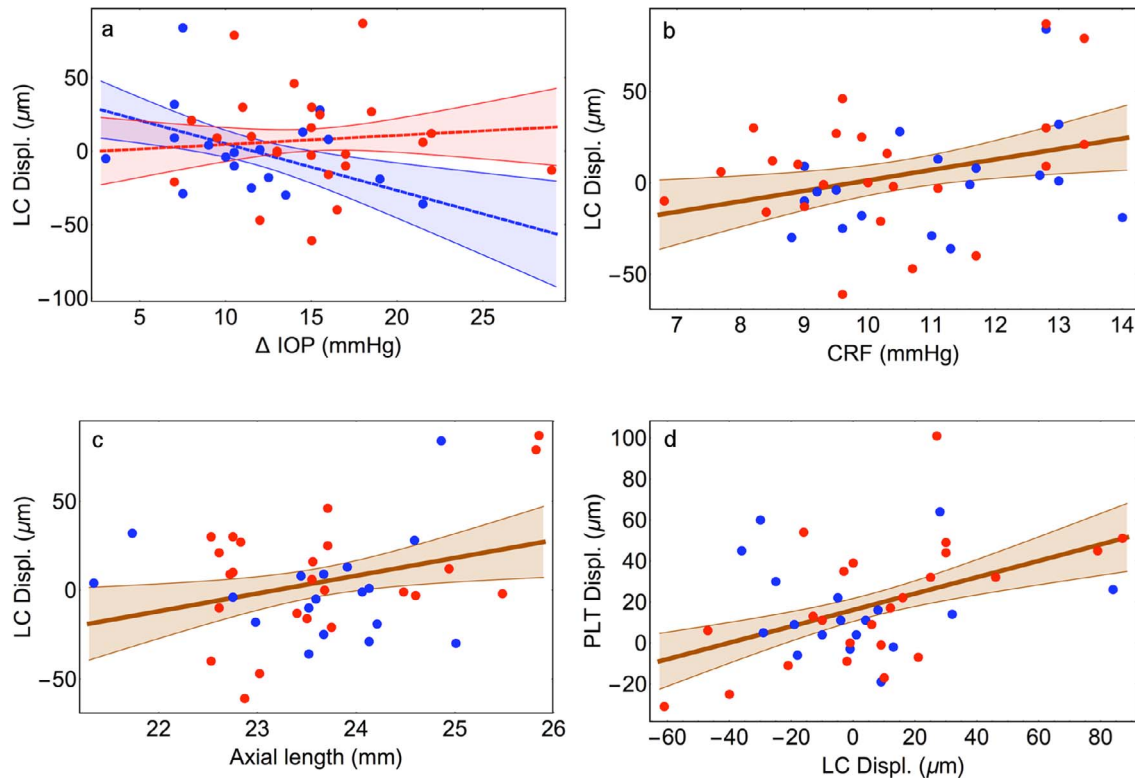 a
LC Displ. (μm)
50
0
−50
−100
5 10 15 20 25
Δ IOP (mmHg)
b
LC Displ. (μm)
50
0
−50
7 8 9 10 11 12 13 14
CRF (mmHg)
c
LC Displ. (μm)
50
0
−50
22 23 24 25 26
Axial length (mm)
d
PLT Displ. (μm)
100
80
60
40
20
0
−20
−60 −40 −20 0 20 40 60 80
LC Displ. (μm)